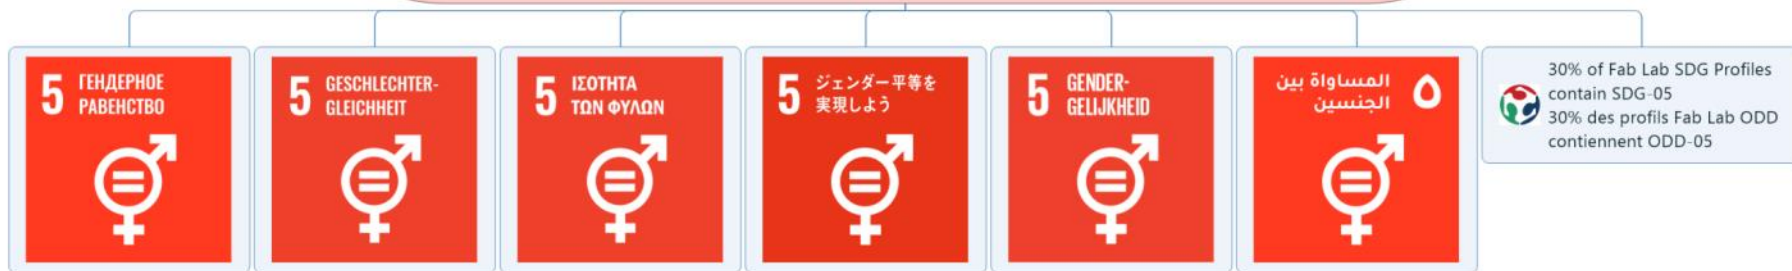 5 ГЕНДЕРНОЕ
РАВЕНСТВО
5 GESCHLECHTER-
GLEICHHEIT
5 ΙΣΟΤΗΤΑ
ΤΩΝ ΦΥΛΩΝ
5 ジェンダー平等を
実現しよう
5 GENDER-
GELIJKHEID
٥ المساواة بين
الجنسين
30% of Fab Lab SDG Profiles
contain SDG-05
30% des profils Fab Lab ODD
contiennent ODD-05